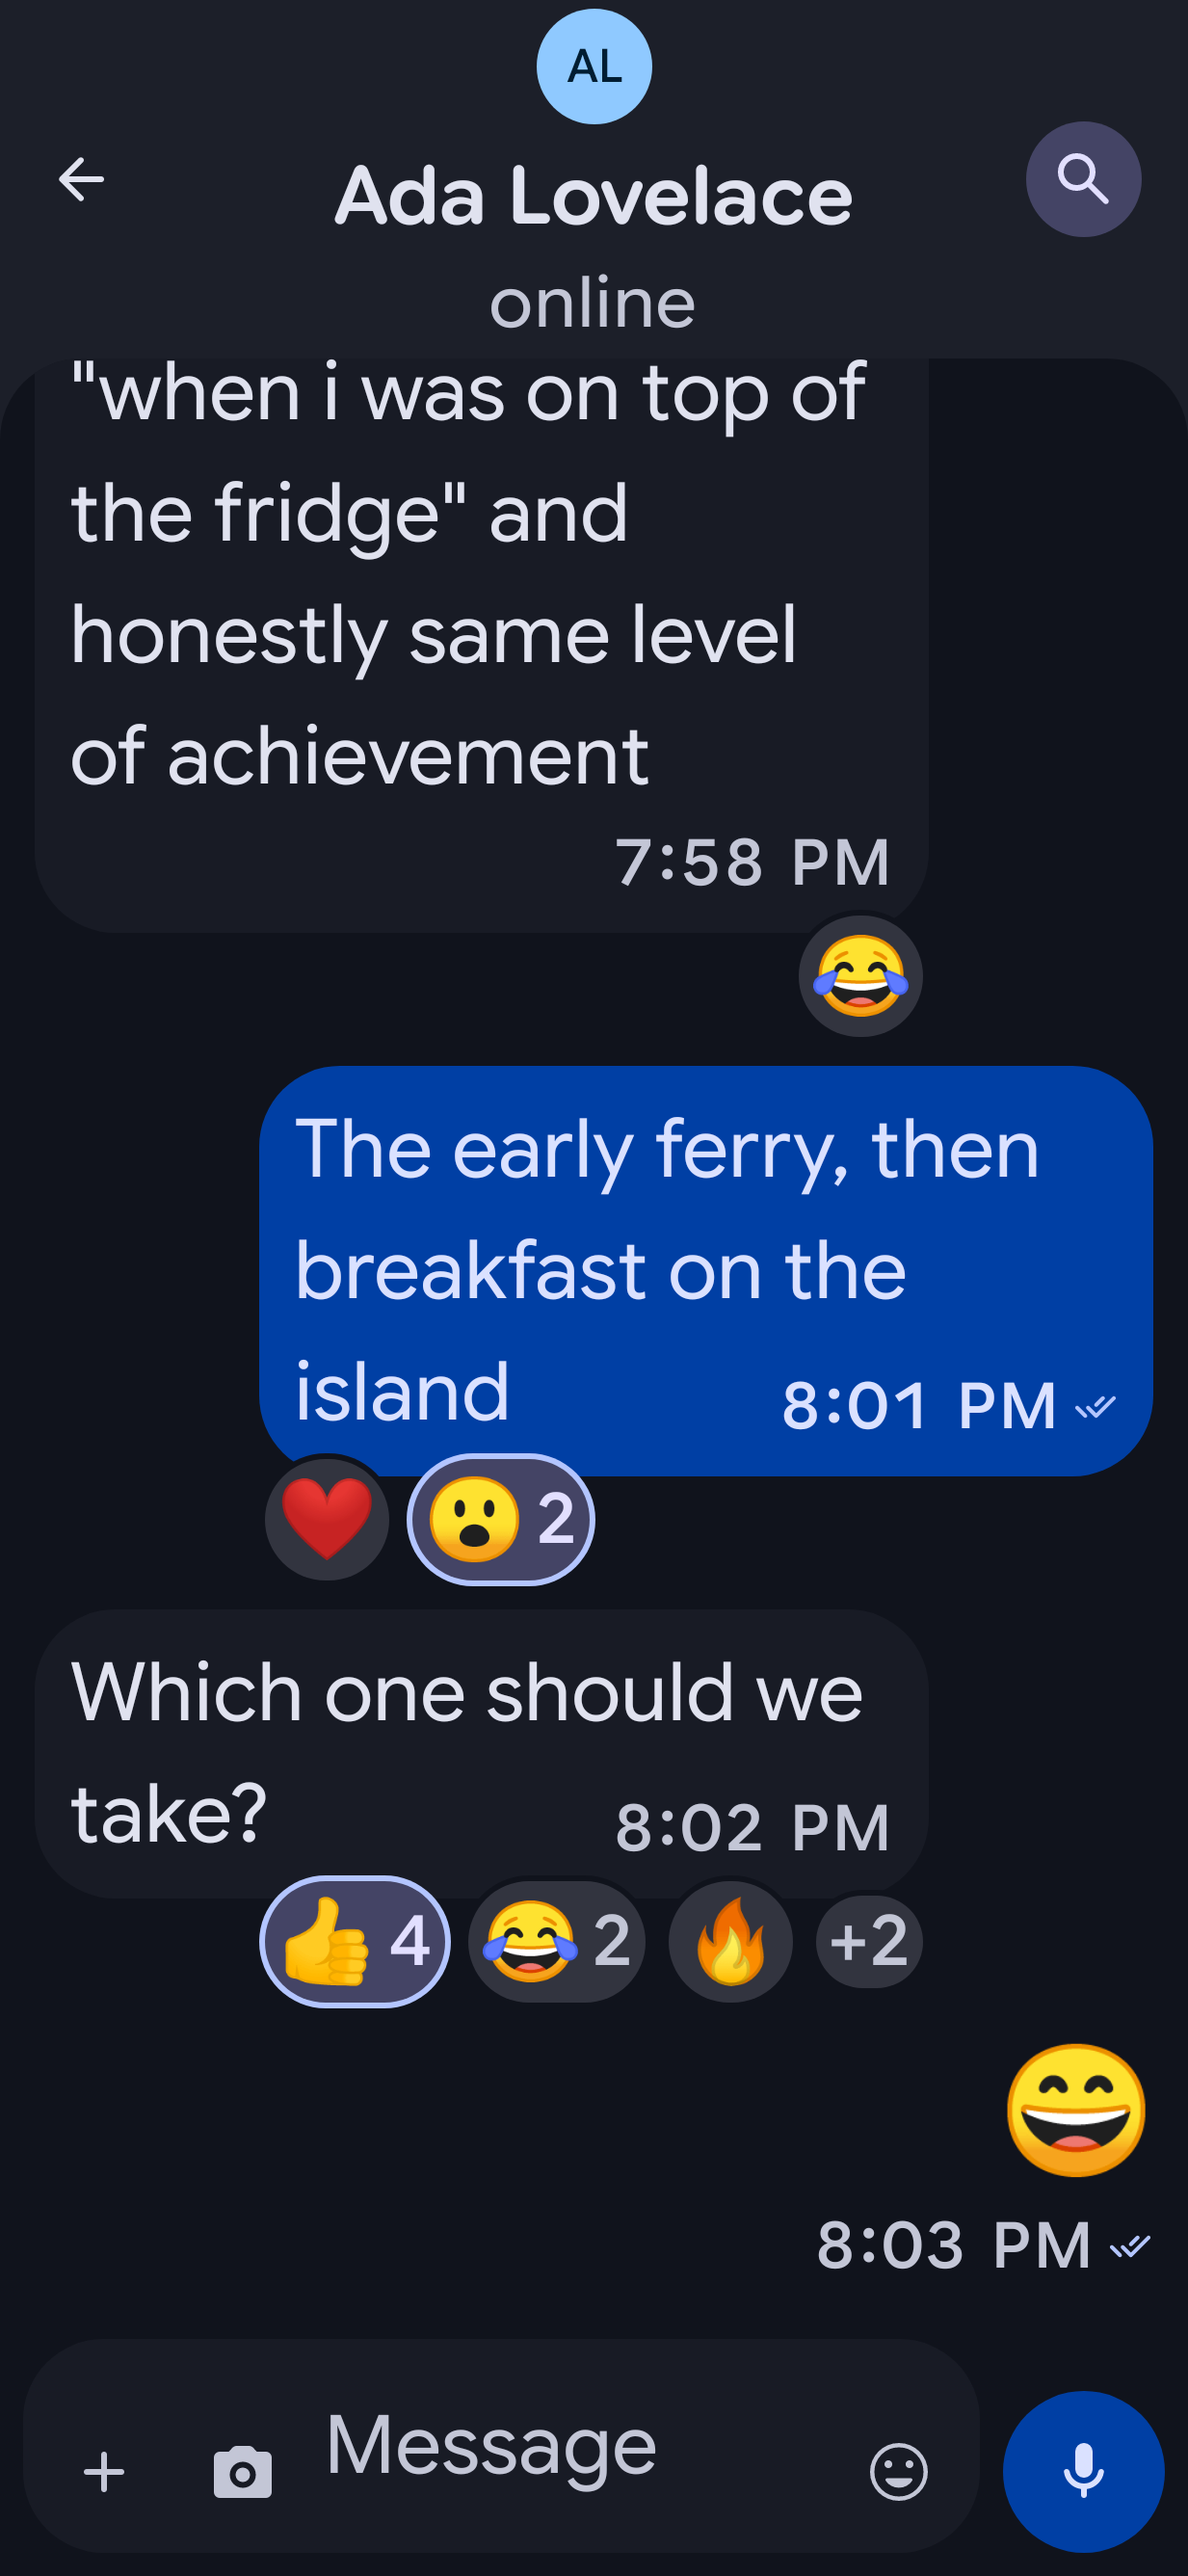 AL
Ada Lovelace
online
"when i was on top of
the fridge" and
honestly same level
of achievement
7:58 PM
😂
The early ferry, then
breakfast on the
island 8:01 PM
❤️ 😮 2
Which one should we
take? 8:02 PM
👍 4 😂 2 🔥 +2
😄
8:03 PM
Message